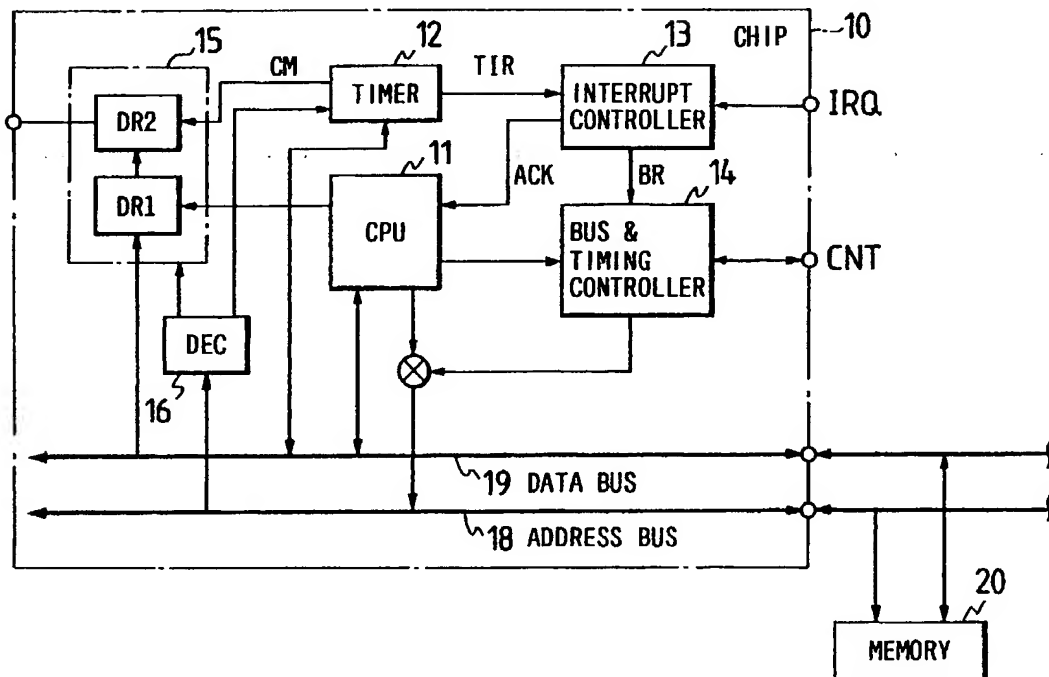 15
12
13
CHIP
10
CM
TIR
TIMER
INTERRUPT
CONTROLLER
IRQ
DR2
11
ACK
BR
14
DR1
CPU
BUS &
TIMING
CONTROLLER
CNT
DEC
16
19 DATA BUS
18 ADDRESS BUS
20
MEMORY